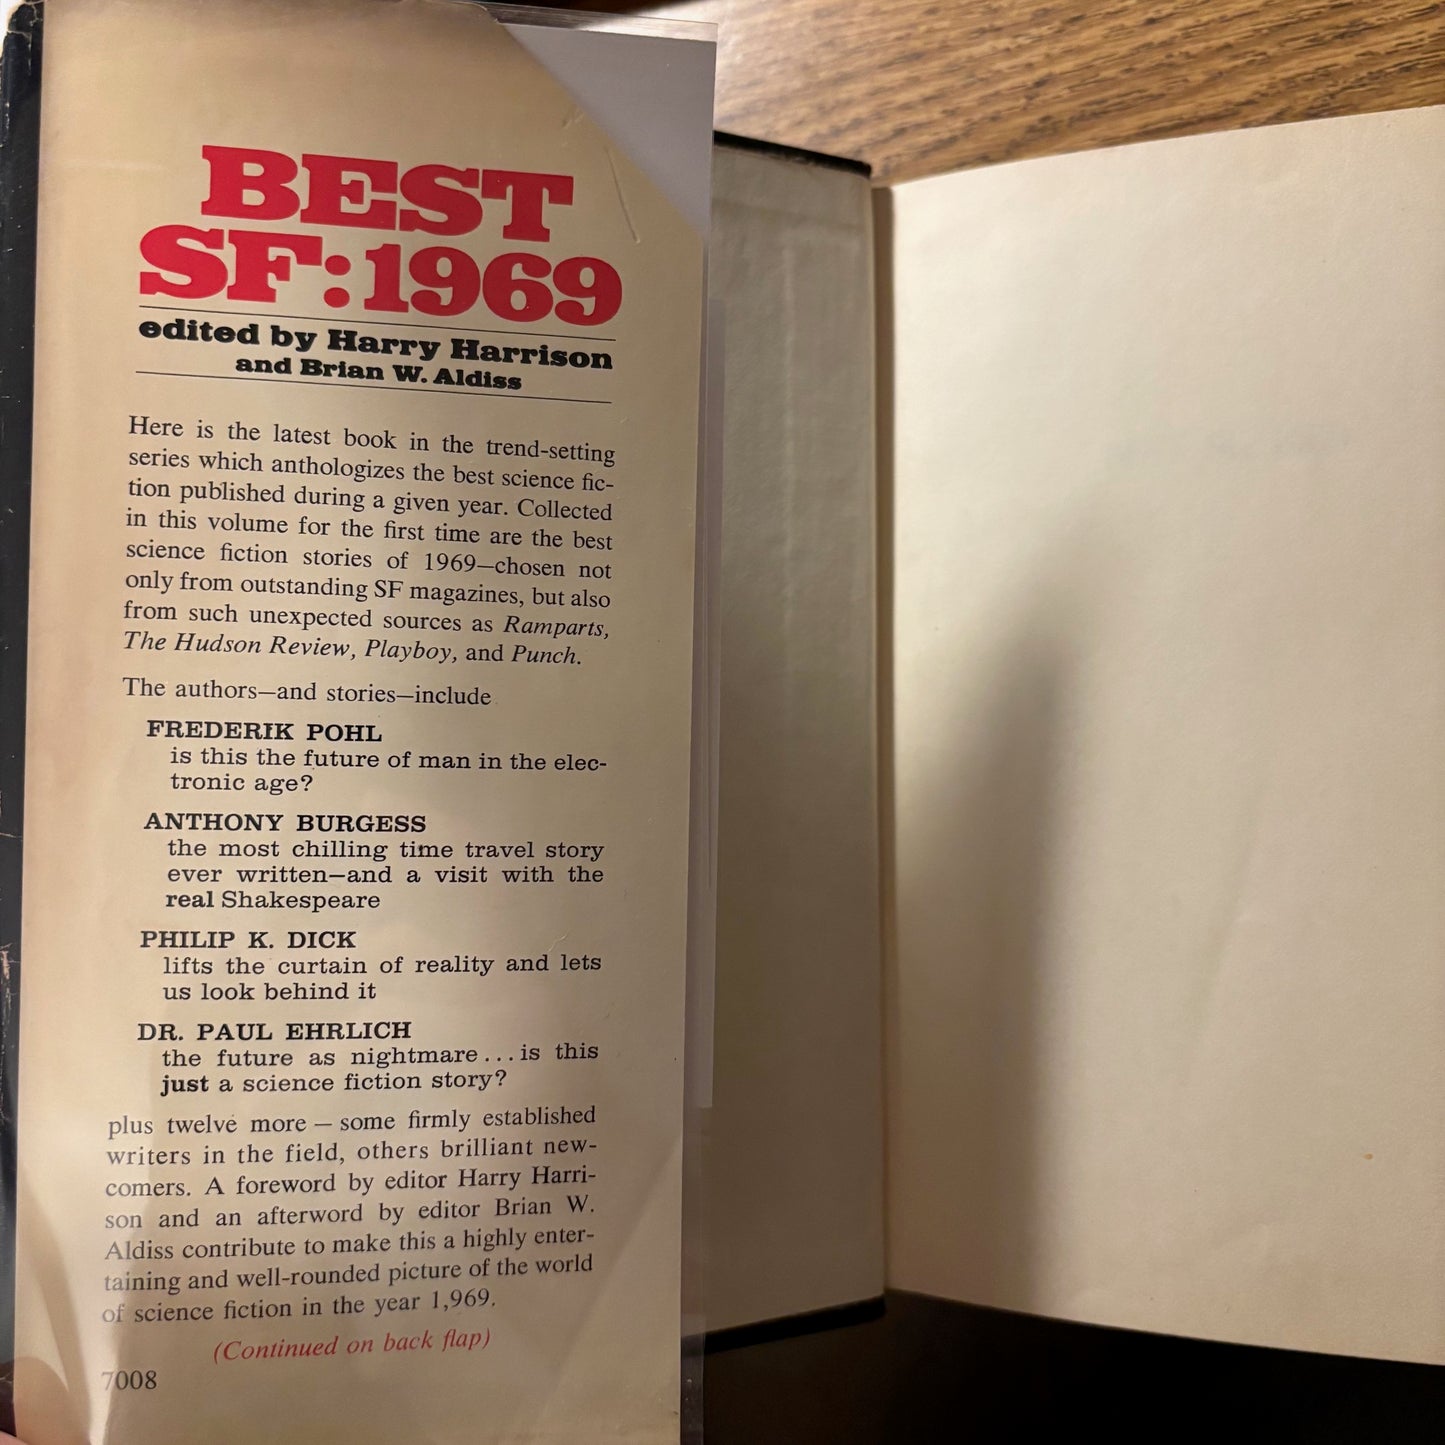 BEST
SF:1969
edited by Harry Harrison
and Brian W. Aldiss
Here is the latest book in the trend-setting
series which anthologizes the best science fic-
tion published during a given year. Collected
in this volume for the first time are the best
science fiction stories of 1969—chosen not
only from outstanding SF magazines, but also
from such unexpected sources as Ramparts,
The Hudson Review, Playboy, and Punch.
The authors—and stories—include
FREDERIK POHL
is this the future of man in the elec-
tronic age?
ANTHONY BURGESS
the most chilling time travel story
ever written—and a visit with the
real Shakespeare
PHILIP K. DICK
lifts the curtain of reality and lets
us look behind it
DR. PAUL EHRLICH
the future as nightmare...is this
just a science fiction story?
plus twelve more — some firmly established
writers in the field, others brilliant new-
comers. A foreword by editor Harry Harri-
son and an afterword by editor Brian W.
Aldiss contribute to make this a highly enter-
taining and well-rounded picture of the world
of science fiction in the year 1,969.
(Continued on back flap)
7008